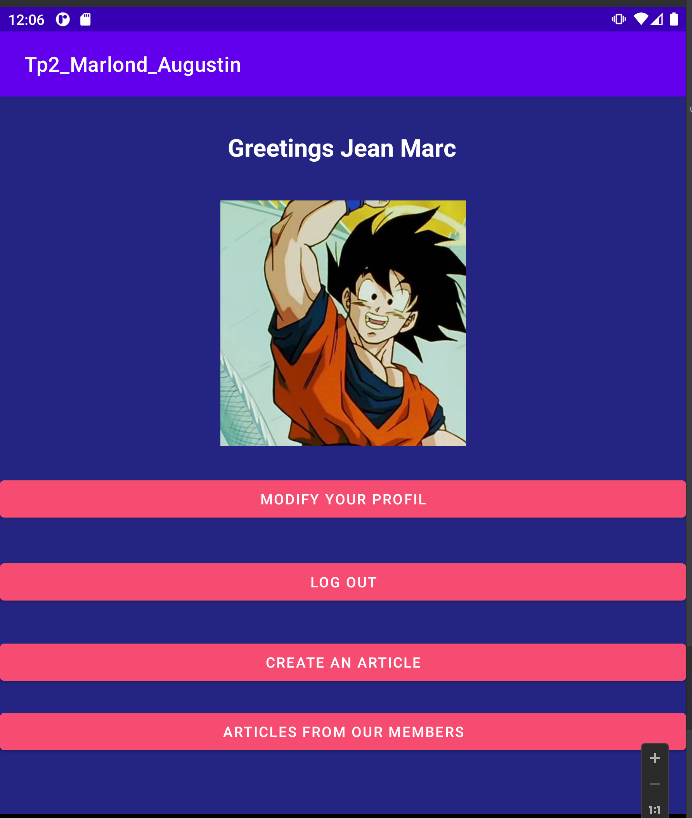 12:06
Tp2_Marlond_Augustin
Greetings Jean Marc
MODIFY YOUR PROFIL
LOG OUT
CREATE AN ARTICLE
ARTICLES FROM OUR MEMBERS
1:1